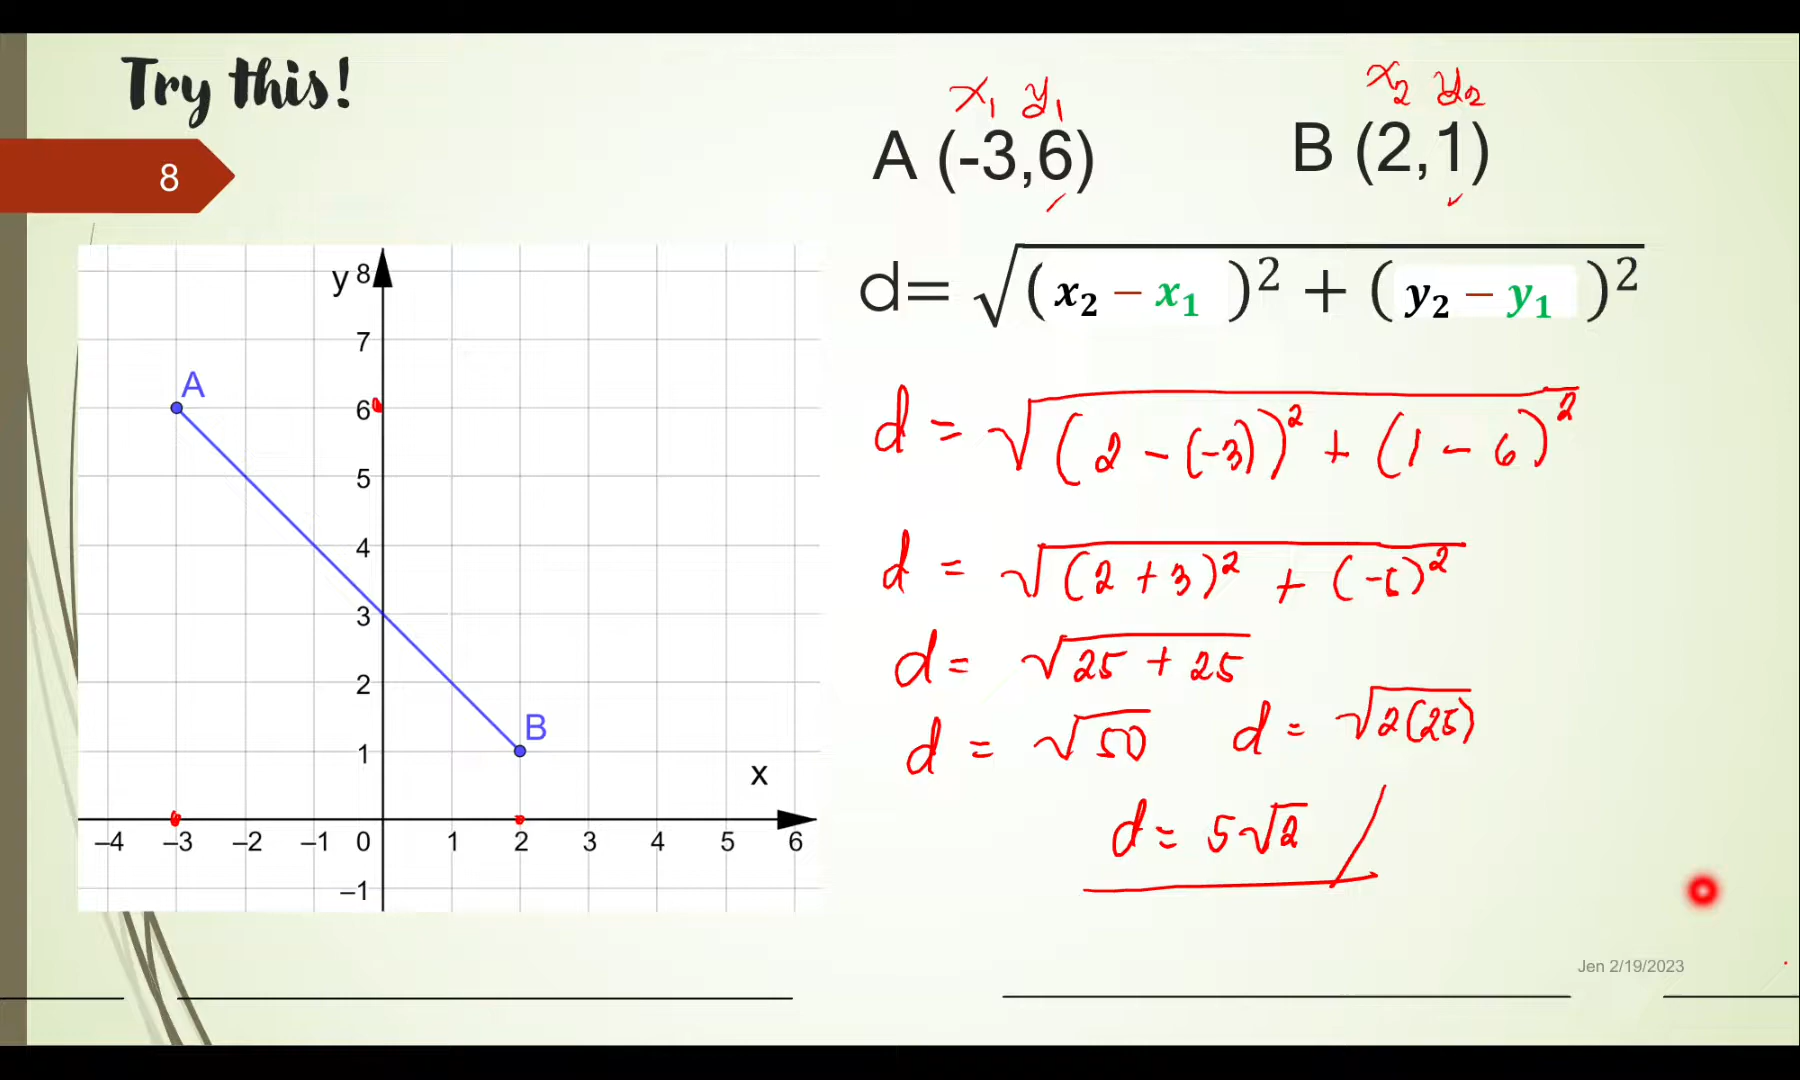 Try this!
8
x₁ y₁
x₂ y₂
A (-3,6)
B (2,1)
d= √( x₂ − x₁ )² + ( y₂ − y₁ )²
d = √(2 - (-3))² + (1 - 6)²
d = √(2 + 3)² + (-5)²
d = √25 + 25
d = √50
d = √2(25)
d = 5√2
y
8
7
6
5
4
3
2
1
–1
A
B
x
–4 –3 –2 –1 0 1 2 3 4 5 6
Jen 2/19/2023